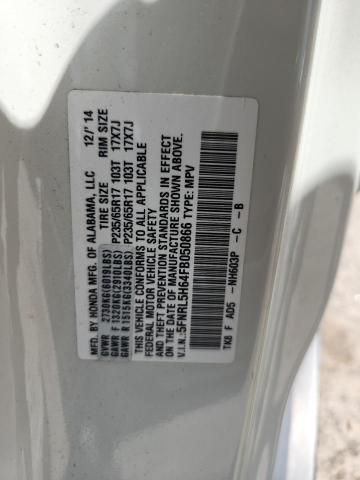 MFD. BY HONDA MFG. OF ALABAMA, LLC 12/'14
TIRE SIZE RIM SIZE
GVWR 2730KG(6019LBS)
GAWR F 1320KG(2910LBS) P235/65R17 103T 17X7J
GAWR R 1515KG(3340LBS) P235/65R17 103T 17X7J
THIS VEHICLE CONFORMS TO ALL APPLICABLE
FEDERAL MOTOR VEHICLE SAFETY
AND THEFT PREVENTION STANDARDS IN EFFECT
ON THE DATE OF MANUFACTURE SHOWN ABOVE.
V.I.N.:5FNRL5H64FB050866 TYPE: MPV
TK8 F AD5 -NH603P -C -B